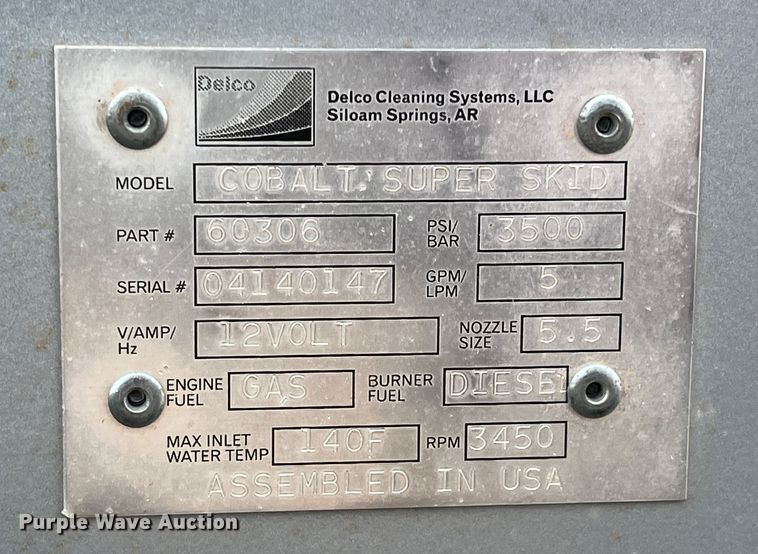 Delco
Delco Cleaning Systems, LLC
Siloam Springs, AR
MODEL COBALT SUPER SKID
PART # 60306 PSI/BAR 3500
SERIAL # 04140147 GPM/LPM 5
V/AMP/Hz 12VOLT NOZZLE SIZE 5.5
ENGINE FUEL GAS BURNER FUEL DIESEL
MAX INLET WATER TEMP 140F RPM 3450
ASSEMBLED IN USA
Purple Wave Auction